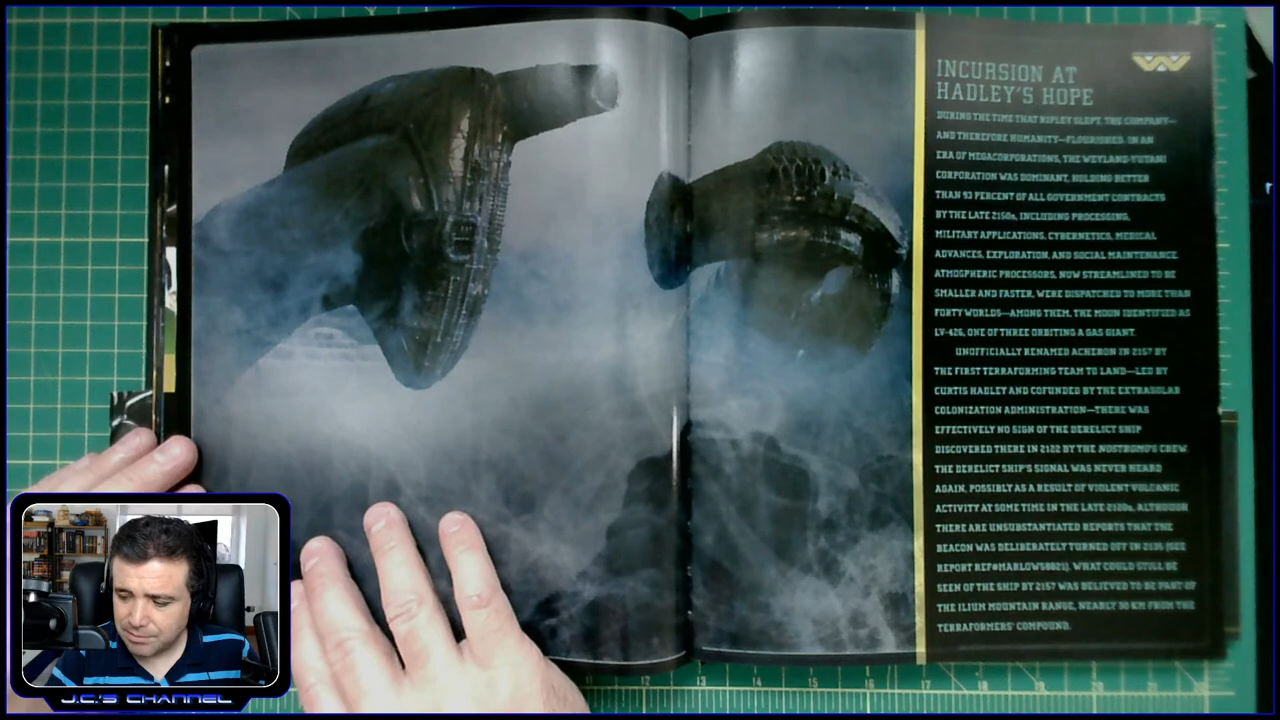 INCURSION AT
HADLEY'S HOPE
DURING THE TIME THAT RIPLEY SLEPT, THE COMPANY—
AND THEREFORE HUMANITY—FLOURISHED. IN AN
ERA OF MEGACORPORATIONS, THE WEYLAND-YUTANI
CORPORATION WAS DOMINANT, HOLDING BETTER
THAN 93 PERCENT OF ALL GOVERNMENT CONTRACTS
BY THE LATE 2150s, INCLUDING PROCESSING,
MILITARY APPLICATIONS, CYBERNETICS, MEDICAL
ADVANCES, EXPLORATION, AND SOCIAL MAINTENANCE.
ATMOSPHERIC PROCESSORS, NOW STREAMLINED TO BE
SMALLER AND FASTER, WERE DISPATCHED TO MORE THAN
FORTY WORLDS—AMONG THEM, THE MOON IDENTIFIED AS
LV-426, ONE OF THREE ORBITING A GAS GIANT.
UNOFFICIALLY RENAMED ACHERON IN 2157 BY
THE FIRST TERRAFORMING TEAM TO LAND—LED BY
CURTIS HADLEY AND COFUNDED BY THE EXTRASOLAR
COLONIZATION ADMINISTRATION—THERE WAS
EFFECTIVELY NO SIGN OF THE DERELICT SHIP
DISCOVERED THERE IN 2122 BY THE NOSTROMO'S CREW.
THE DERELICT SHIP'S SIGNAL WAS NEVER HEARD
AGAIN, POSSIBLY AS A RESULT OF VIOLENT VOLCANIC
ACTIVITY AT SOME TIME IN THE LATE ALTHOUGH
THERE ARE UNSUBSTANTIATED REPORTS THAT THE
BEACON WAS DELIBERATELY TURNED OFF IN (SEE
REPORT WHAT COULD STILL BE
SEEN OF THE SHIP BY 2157 WAS BELIEVED TO BE PART OF
THE ILIUM MOUNTAIN RANGE, NEARLY 30 KM FROM THE
TERRAFORMERS' COMPOUND.
11 12 13 14 15 16 17 18
J.C.'S CHANNEL